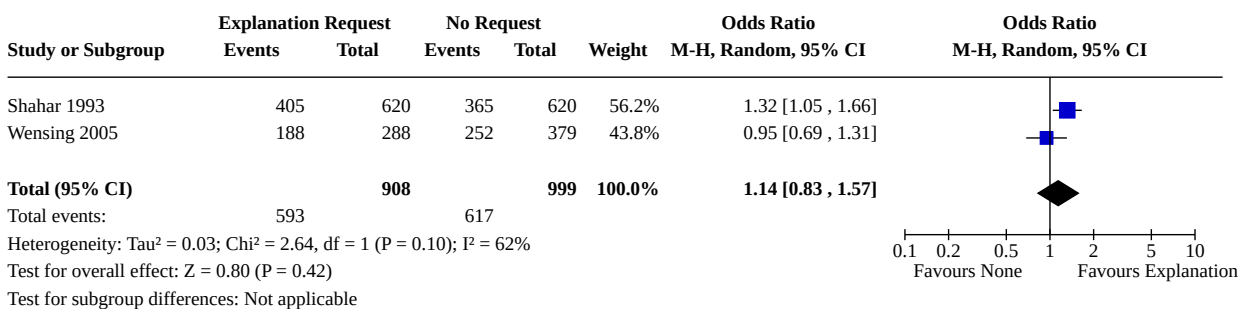 Explanation Request No Request Odds Ratio Odds Ratio
Study or Subgroup Events Total Events Total Weight M-H, Random, 95% CI M-H, Random, 95% CI
Shahar 1993 405 620 365 620 56.2% 1.32 [1.05 , 1.66]
Wensing 2005 188 288 252 379 43.8% 0.95 [0.69 , 1.31]
Total (95% CI) 908 999 100.0% 1.14 [0.83 , 1.57]
Total events: 593 617
Heterogeneity: Tau² = 0.03; Chi² = 2.64, df = 1 (P = 0.10); I² = 62%
0.1 0.2 0.5 1 2 5 10
Test for overall effect: Z = 0.80 (P = 0.42) Favours None Favours Explanation
Test for subgroup differences: Not applicable